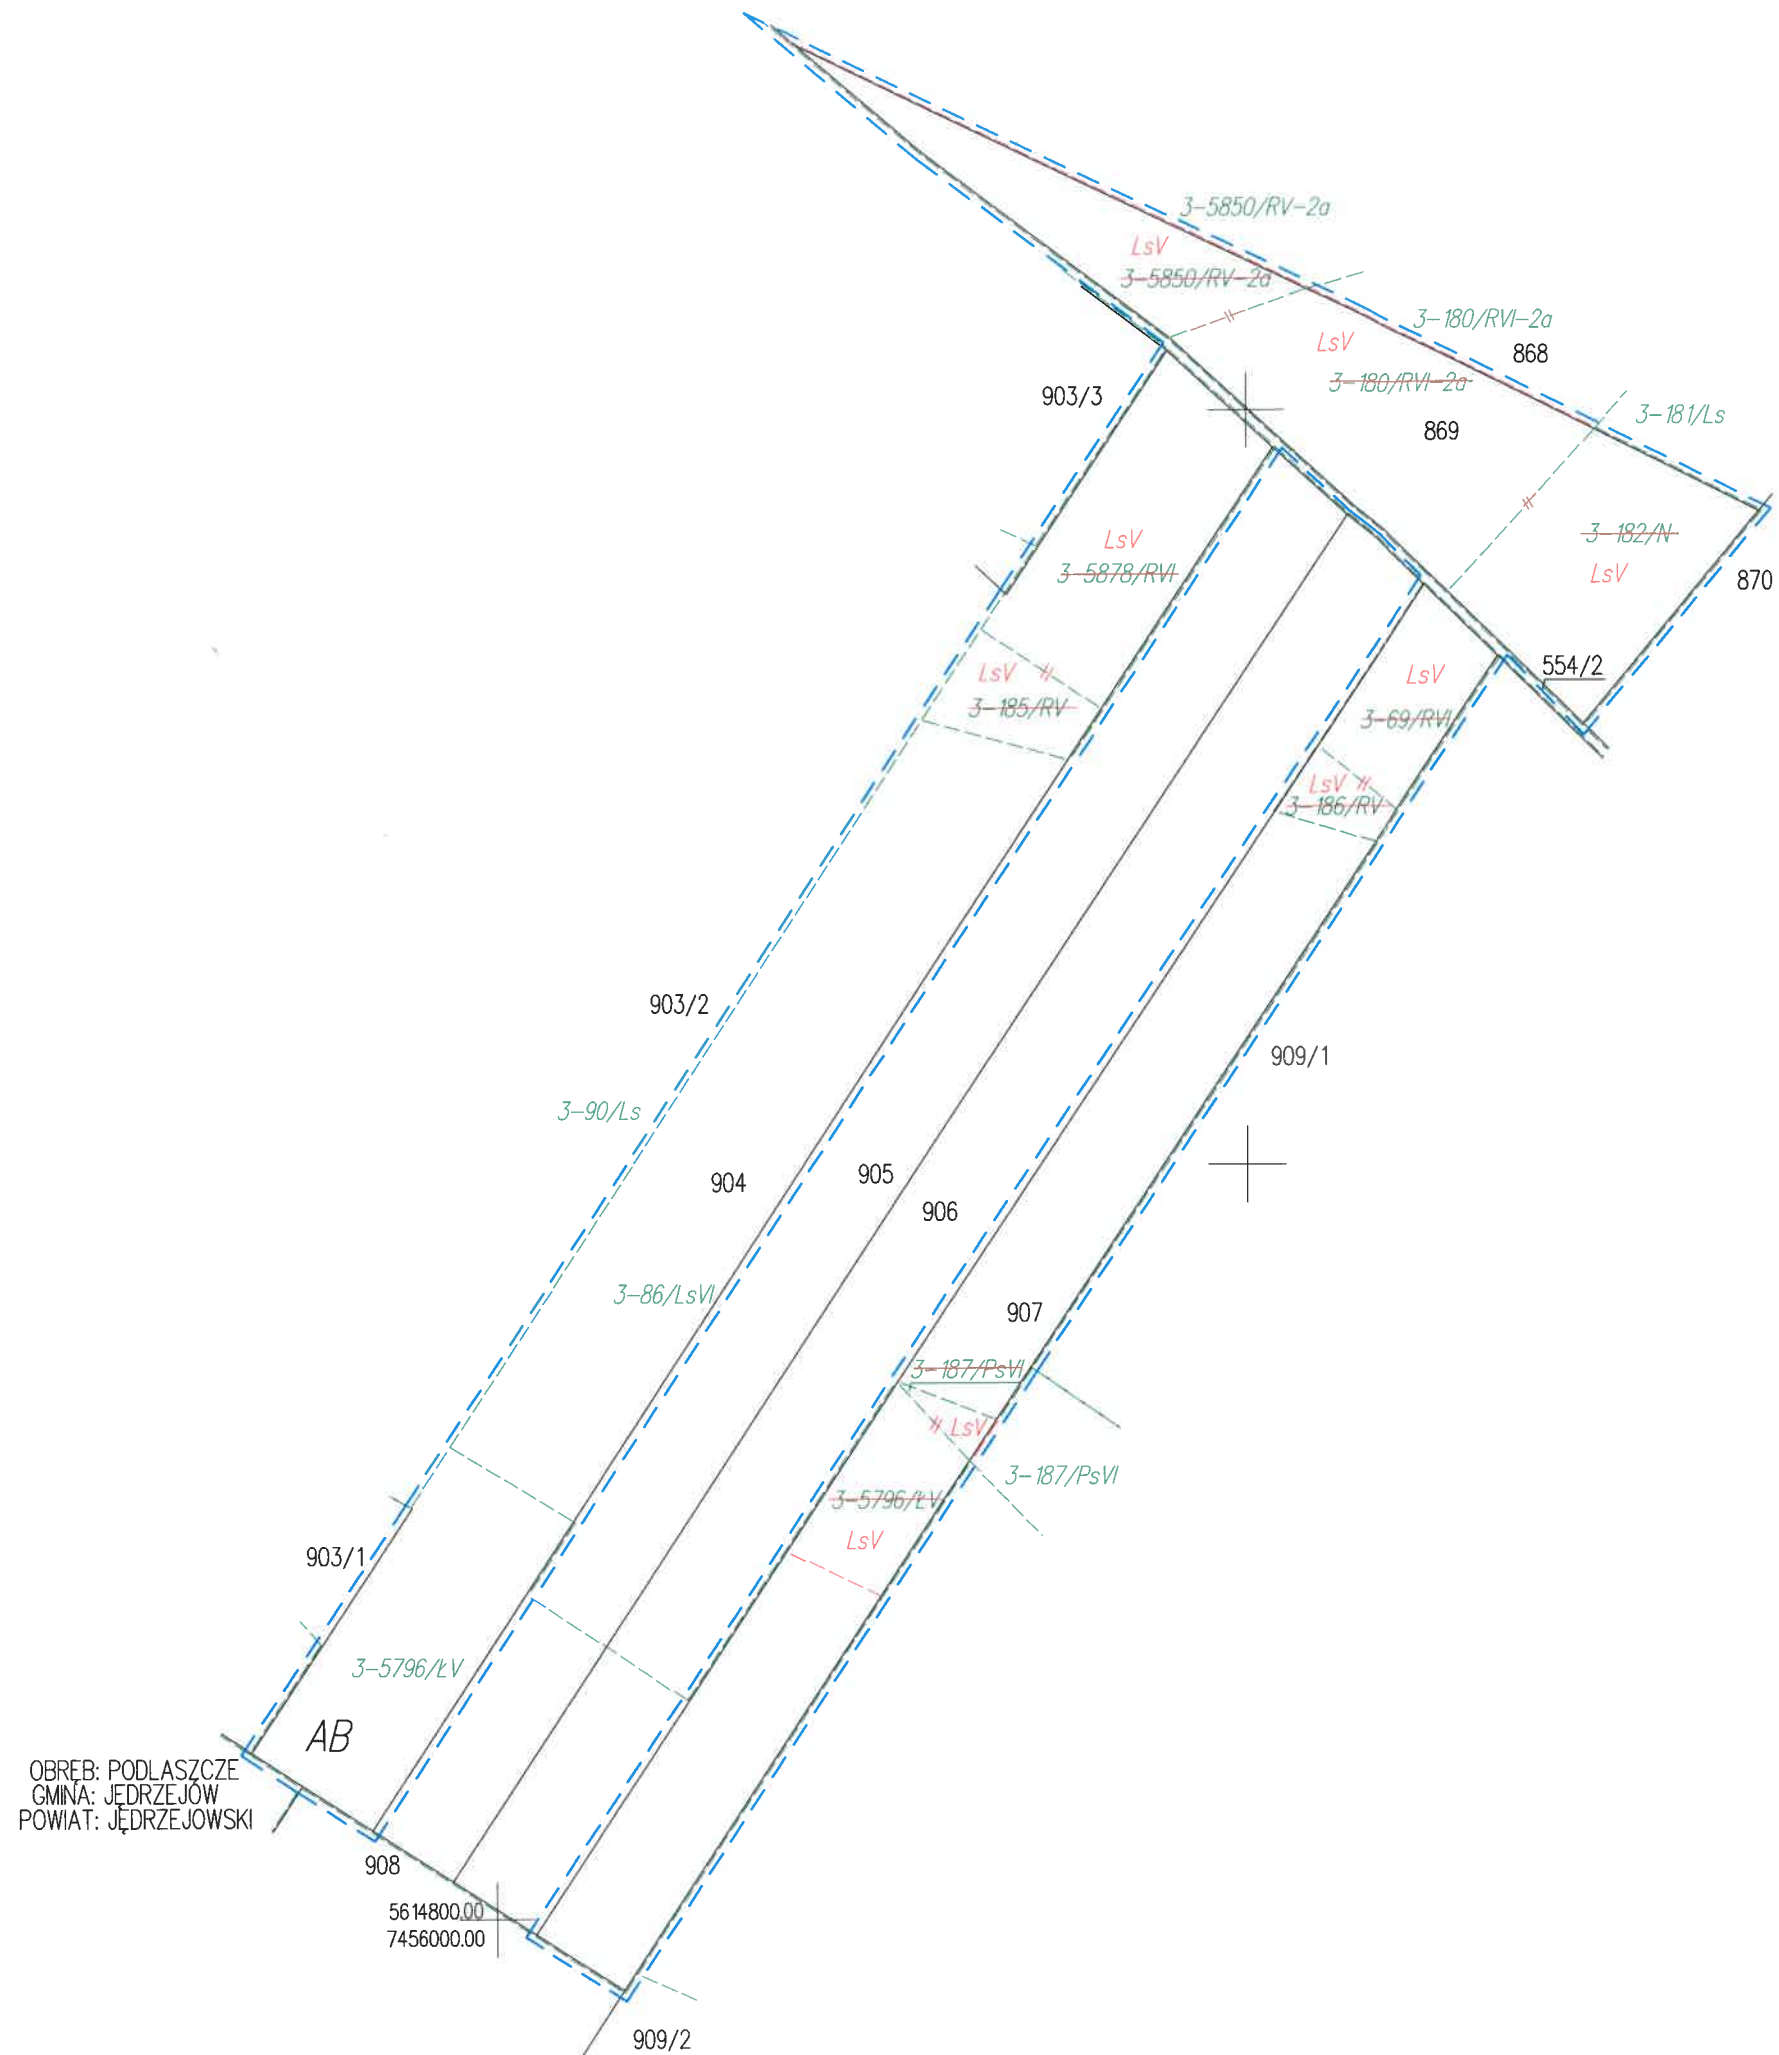 3-5850/RV-2a
LsV
3-5850/RV-2a
3-180/RVI-2a
LsV
868
3-180/RVI-2a
903/3
3-181/Ls
869
LsV
3-182/N
3-5878/RVI
LsV
870
LsV
554/2
LsV
3-185/RV
3-69/RVI
LsV
3-186/RV
903/2
909/1
3-90/Ls
904
905
906
3-86/LsVI
907
3-187/PsVI
LsV
3-187/PsVI
3-5796/ŁV
LsV
903/1
3-5796/ŁV
AB
OBRĘB: PODLASZCZE
GMINA: JĘDRZEJÓW
POWIAT: JĘDRZEJOWSKI
908
5614800.00
7456000.00
909/2